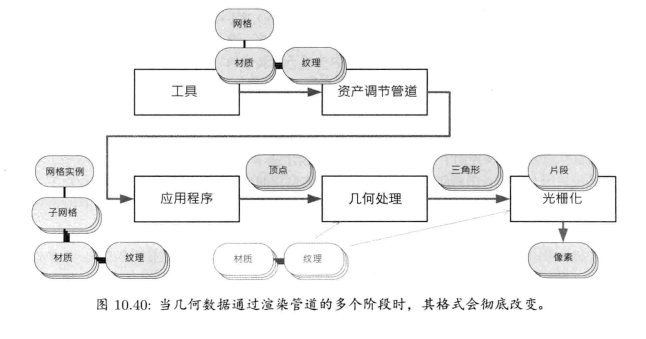 网格
材质
纹理
工具
资产调节管道
网格实例
子网格
材质
纹理
应用程序
顶点
几何处理
三角形
片段
光栅化
材质
纹理
像素
图 10.40: 当几何数据通过渲染管道的多个阶段时，其格式会彻底改变。